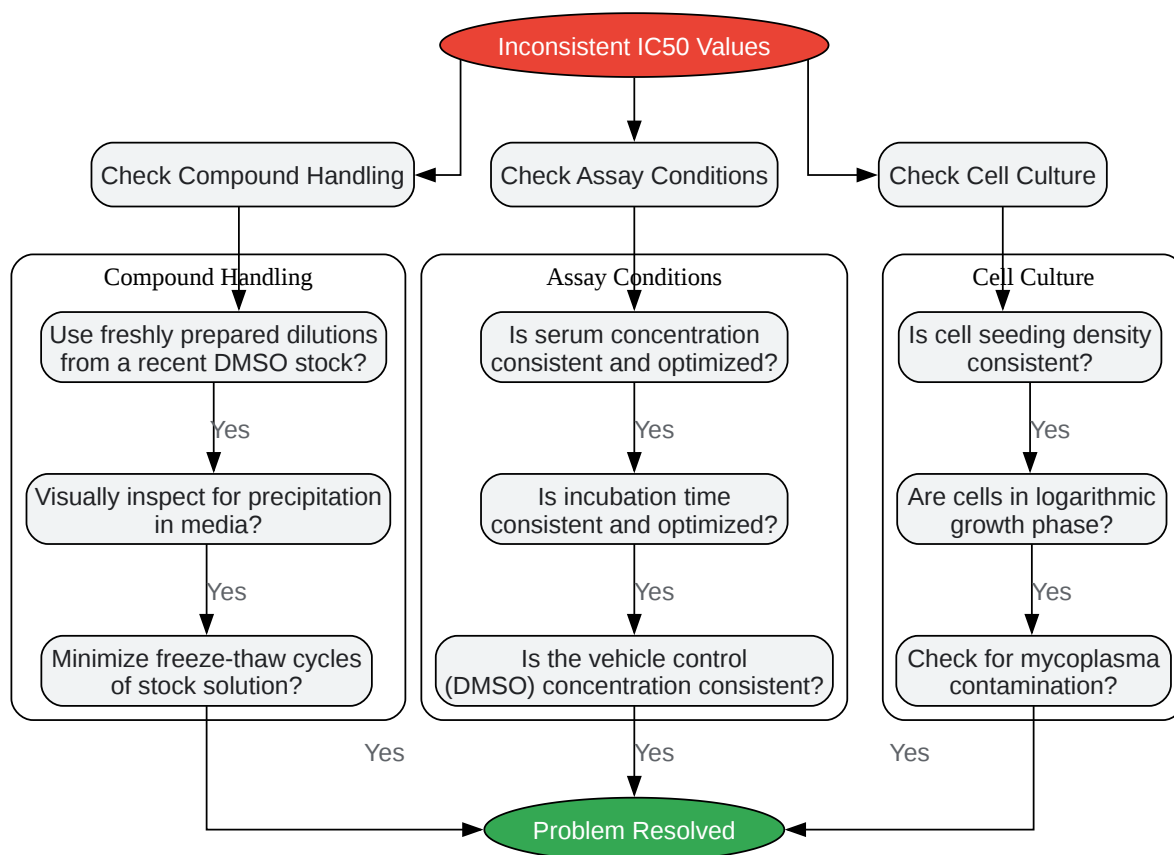 Inconsistent IC50 Values
Check Compound Handling
Check Assay Conditions
Check Cell Culture
Compound Handling
Use freshly prepared dilutions
from a recent DMSO stock?
Yes
Visually inspect for precipitation
in media?
Yes
Minimize freeze-thaw cycles
of stock solution?
Yes
Assay Conditions
Is serum concentration
consistent and optimized?
Yes
Is incubation time
consistent and optimized?
Yes
Is the vehicle control
(DMSO) concentration consistent?
Yes
Cell Culture
Is cell seeding density
consistent?
Yes
Are cells in logarithmic
growth phase?
Yes
Check for mycoplasma
contamination?
Yes
Problem Resolved